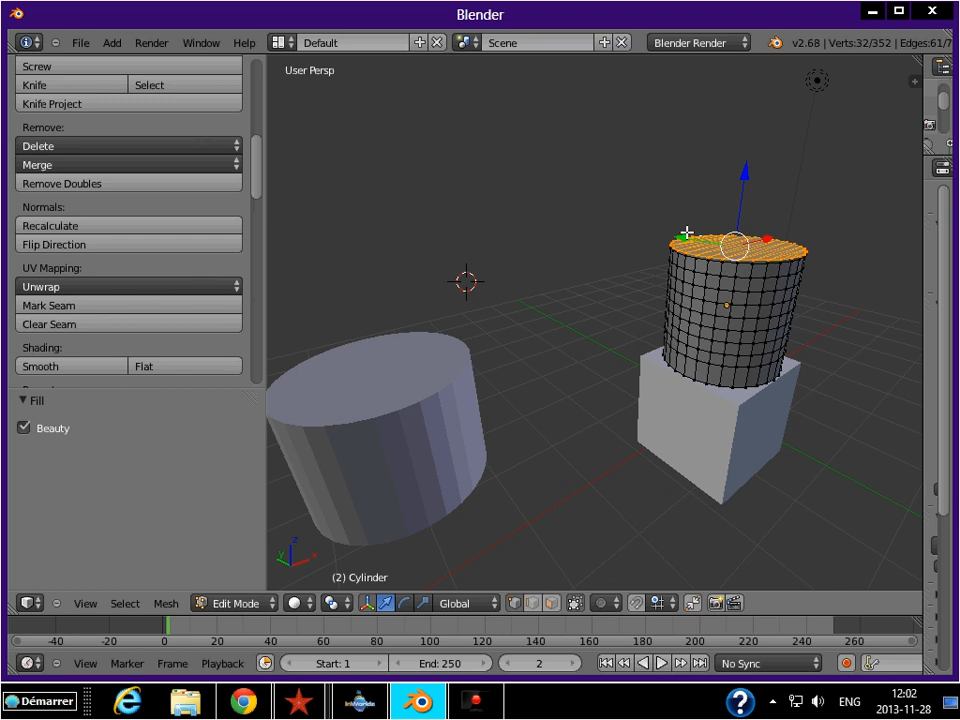 Blender
File Add Render Window Help Default Scene Blender Render v2.68 | Verts:32/352 | Edges:61/7
Screw
Knife Select
Knife Project
Remove:
Delete
Merge
Remove Doubles
Normals:
Recalculate
Flip Direction
UV Mapping:
Unwrap
Mark Seam
Clear Seam
Shading:
Smooth Flat
Fill
Beauty
User Persp
z
y x
(2) Cylinder
View Select Mesh Edit Mode Global
-40 -20 0 20 40 60 80 100 120 140 160 180 200 220 240 260
View Marker Frame Playback Start: 1 End: 250 2 No Sync
Démarrer InWorldz ? ENG 12:02
2013-11-28